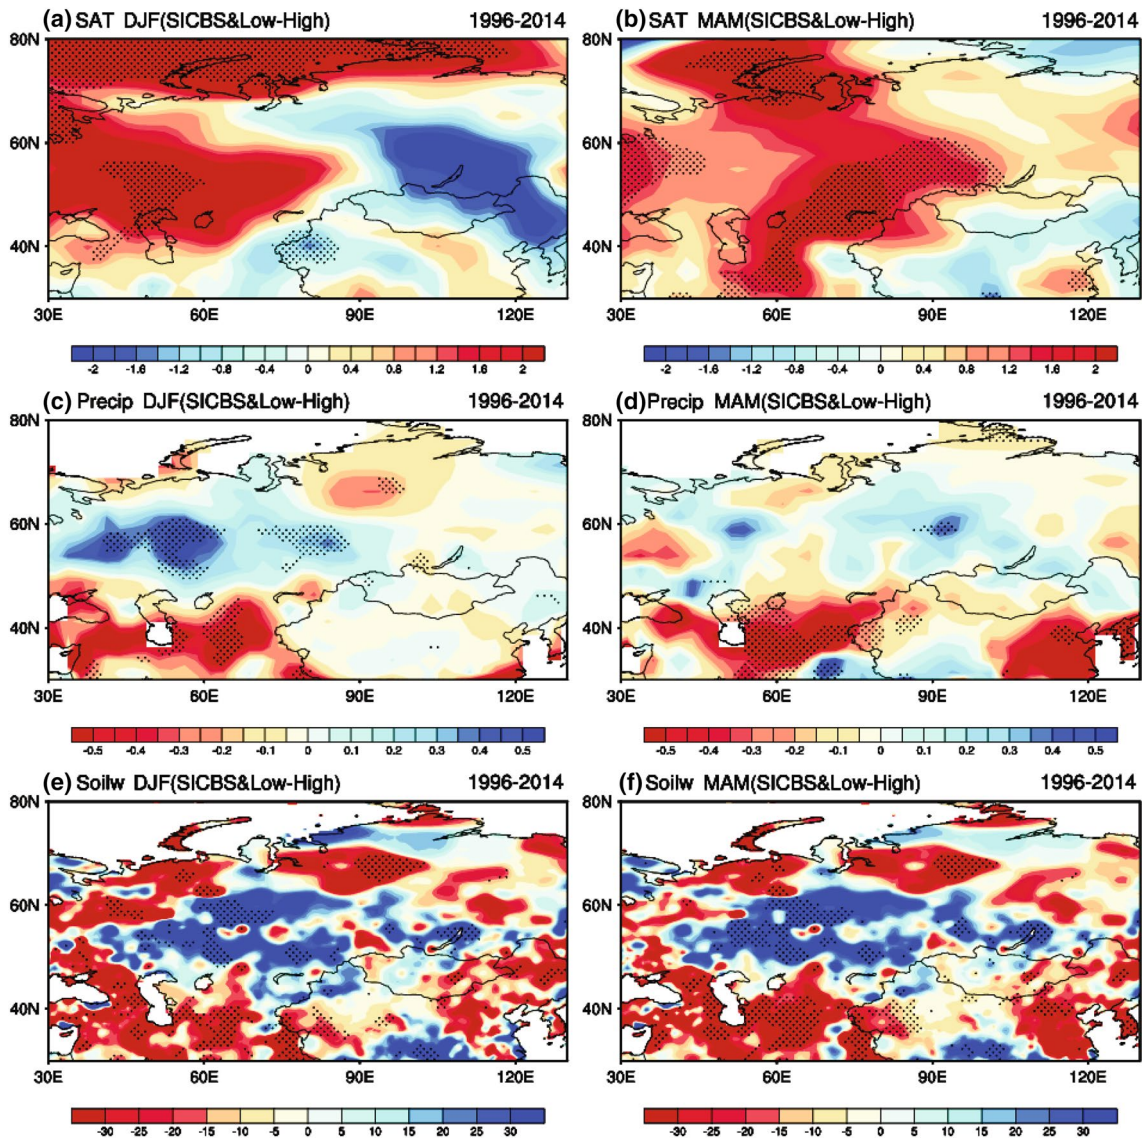 (a) SAT DJF(SICBS&Low-High) 1996-2014
(b) SAT MAM(SICBS&Low-High) 1996-2014
80N
60N
40N
30E 60E 90E 120E
80N
60N
40N
30E 60E 90E 120E
-2 -1.6 -1.2 -0.8 -0.4 0 0.4 0.8 1.2 1.6 2
-2 -1.6 -1.2 -0.8 -0.4 0 0.4 0.8 1.2 1.6 2
(c) Precip DJF(SICBS&Low-High) 1996-2014
(d) Precip MAM(SICBS&Low-High) 1996-2014
80N
60N
40N
30E 60E 90E 120E
80N
60N
40N
30E 60E 90E 120E
-0.5 -0.4 -0.3 -0.2 -0.1 0 0.1 0.2 0.3 0.4 0.5
-0.5 -0.4 -0.3 -0.2 -0.1 0 0.1 0.2 0.3 0.4 0.5
(e) Soilw DJF(SICBS&Low-High) 1996-2014
(f) Soilw MAM(SICBS&Low-High) 1996-2014
80N
60N
40N
30E 60E 90E 120E
80N
60N
40N
30E 60E 90E 120E
-30 -25 -20 -15 -10 -5 0 5 10 15 20 25 30
-30 -25 -20 -15 -10 -5 0 5 10 15 20 25 30